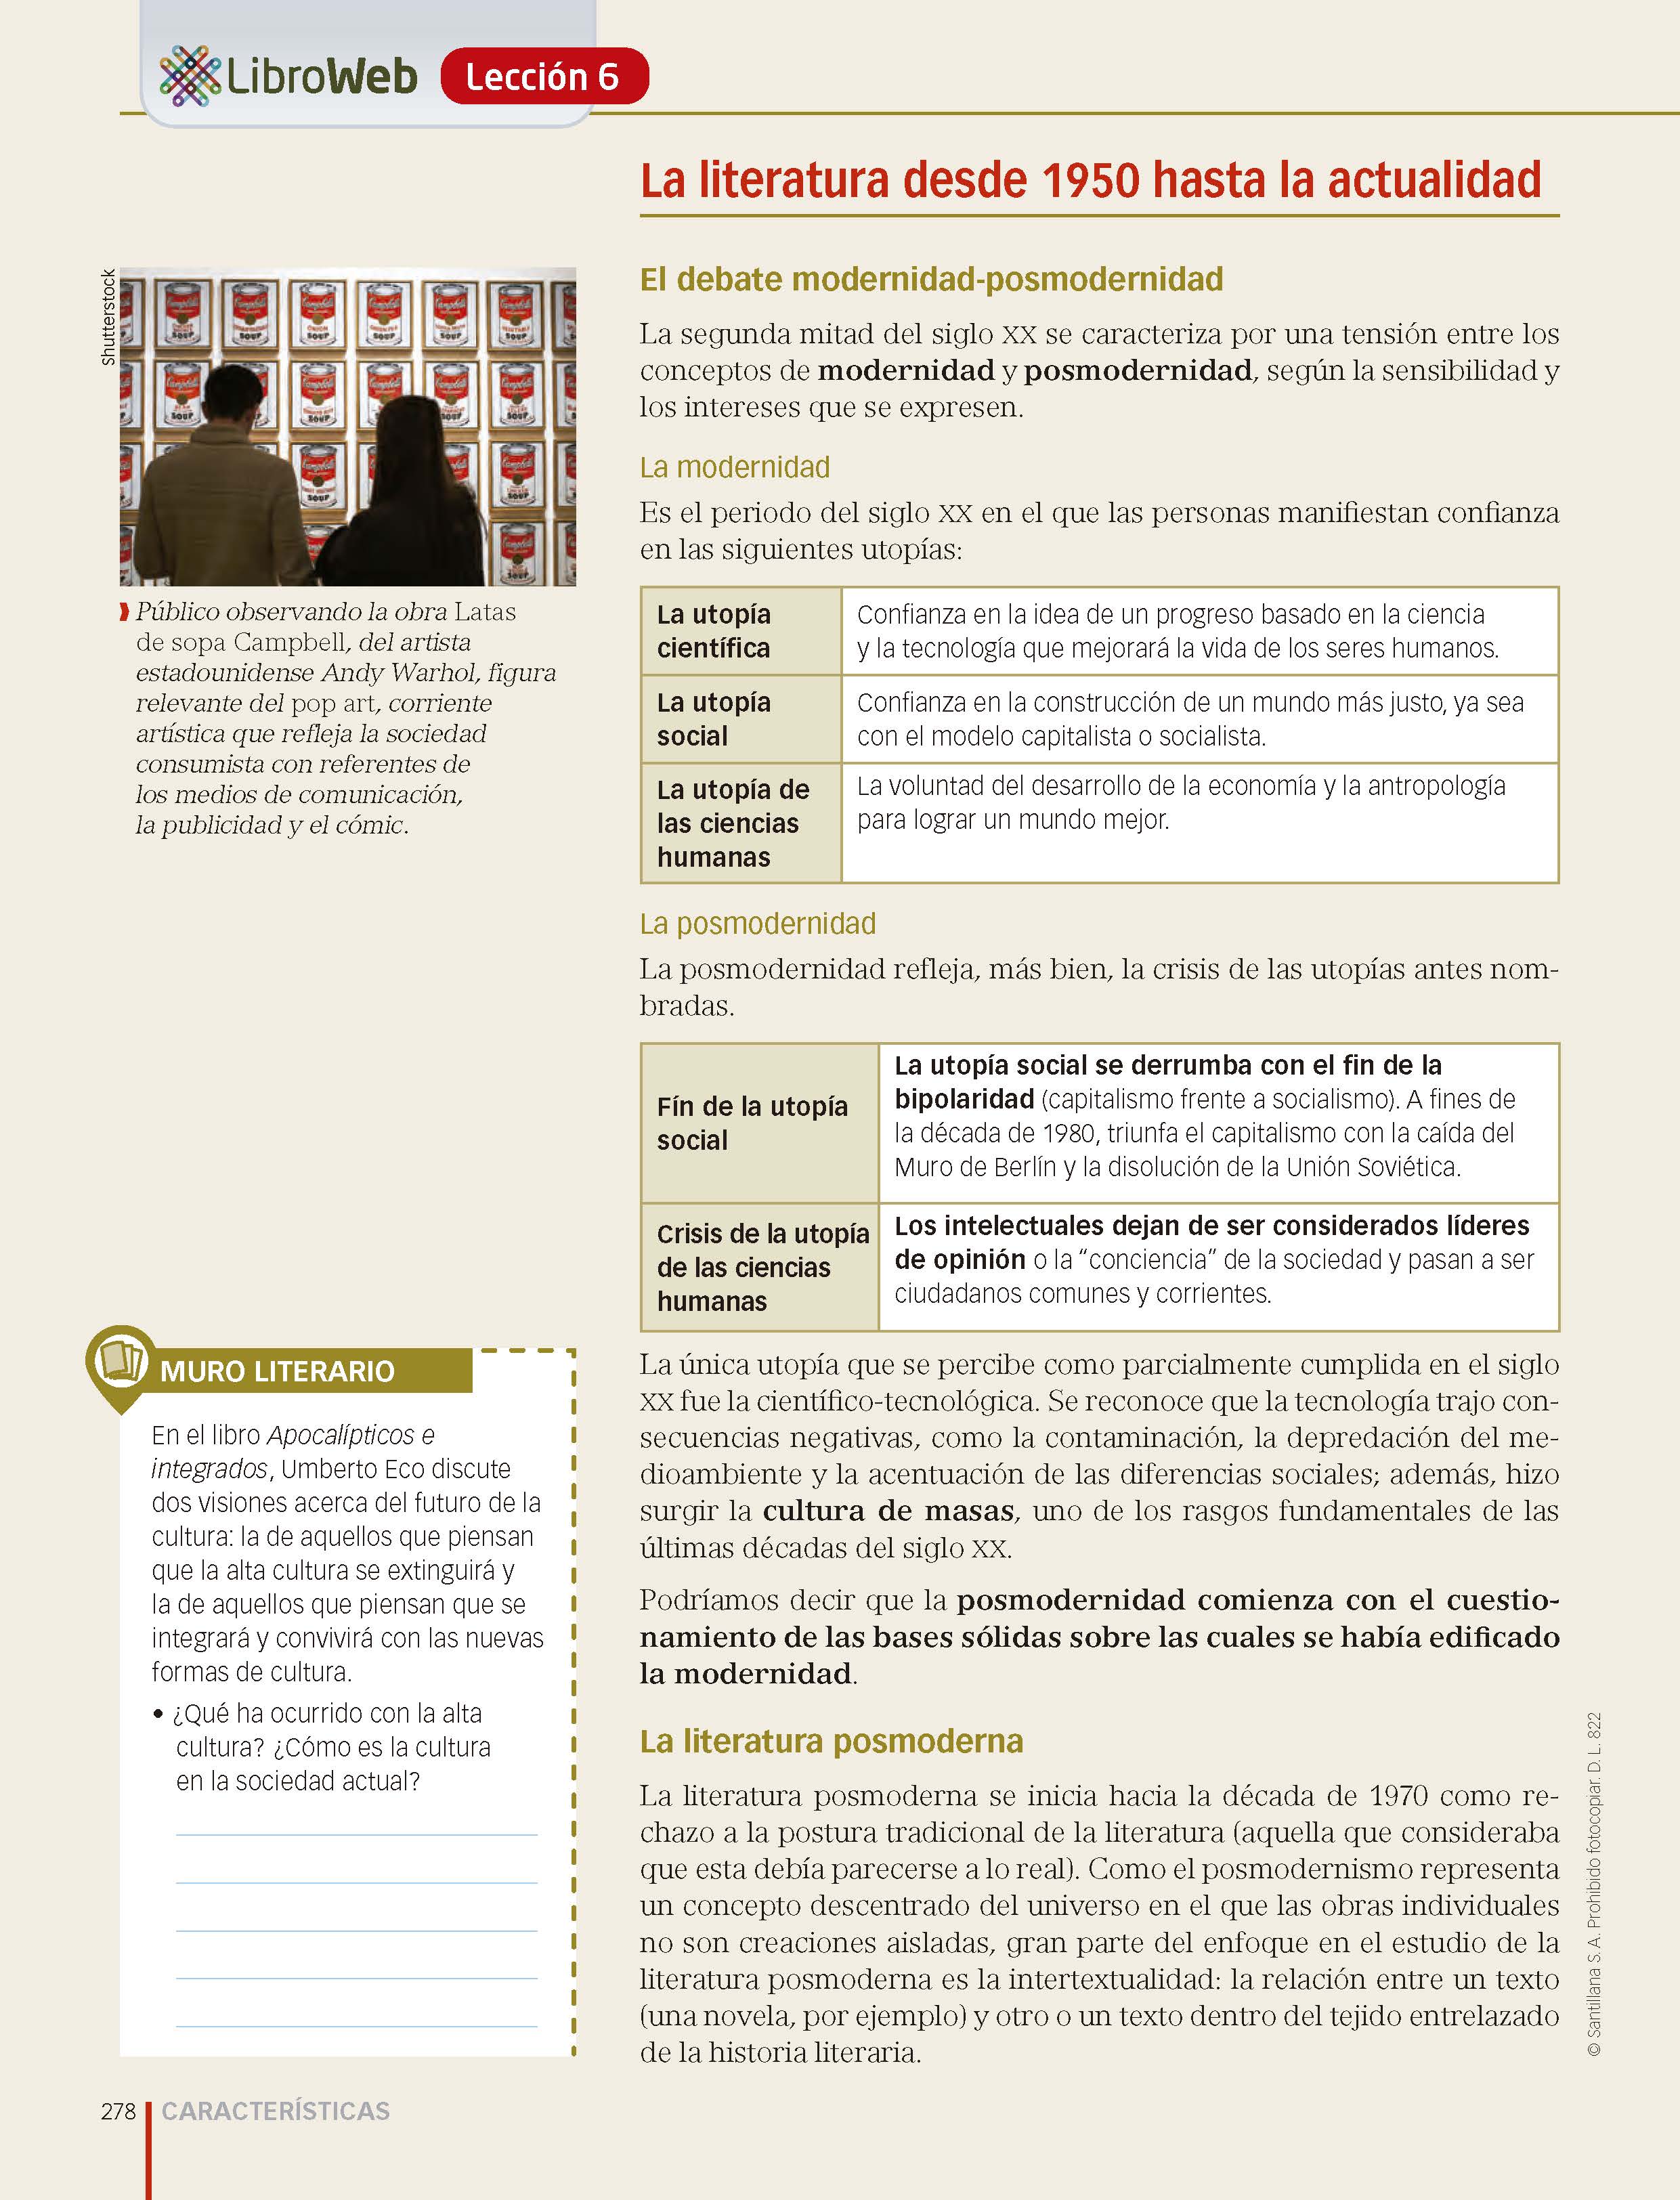 LibroWeb Lección 6
La literatura desde 1950 hasta la actualidad
Shutterstock
Público observando la obra Latas
de sopa Campbell, del artista
estadounidense Andy Warhol, figura
relevante del pop art, corriente
artística que refleja la sociedad
consumista con referentes de
los medios de comunicación,
la publicidad y el cómic.
El debate modernidad-posmodernidad
La segunda mitad del siglo XX se caracteriza por una tensión entre los
conceptos de modernidad y posmodernidad, según la sensibilidad y
los intereses que se expresen.
La modernidad
Es el periodo del siglo XX en el que las personas manifiestan confianza
en las siguientes utopías:
La utopía
científica
Confianza en la idea de un progreso basado en la ciencia
y la tecnología que mejorará la vida de los seres humanos.
La utopía
social
Confianza en la construcción de un mundo más justo, ya sea
con el modelo capitalista o socialista.
La utopía de
las ciencias
humanas
La voluntad del desarrollo de la economía y la antropología
para lograr un mundo mejor.
La posmodernidad
La posmodernidad refleja, más bien, la crisis de las utopías antes nom-
bradas.
Fín de la utopía
social
La utopía social se derrumba con el fin de la
bipolaridad (capitalismo frente a socialismo). A fines de
la década de 1980, triunfa el capitalismo con la caída del
Muro de Berlín y la disolución de la Unión Soviética.
Crisis de la utopía
de las ciencias
humanas
Los intelectuales dejan de ser considerados líderes
de opinión o la “conciencia” de la sociedad y pasan a ser
ciudadanos comunes y corrientes.
La única utopía que se percibe como parcialmente cumplida en el siglo
XX fue la científico-tecnológica. Se reconoce que la tecnología trajo con-
secuencias negativas, como la contaminación, la depredación del me-
dioambiente y la acentuación de las diferencias sociales; además, hizo
surgir la cultura de masas, uno de los rasgos fundamentales de las
últimas décadas del siglo XX.
Podríamos decir que la posmodernidad comienza con el cuestio-
namiento de las bases sólidas sobre las cuales se había edificado
la modernidad.
La literatura posmoderna
La literatura posmoderna se inicia hacia la década de 1970 como re-
chazo a la postura tradicional de la literatura (aquella que consideraba
que esta debía parecerse a lo real). Como el posmodernismo representa
un concepto descentrado del universo en el que las obras individuales
no son creaciones aisladas, gran parte del enfoque en el estudio de la
literatura posmoderna es la intertextualidad: la relación entre un texto
(una novela, por ejemplo) y otro o un texto dentro del tejido entrelazado
de la historia literaria.
MURO LITERARIO
En el libro Apocalípticos e
integrados, Umberto Eco discute
dos visiones acerca del futuro de la
cultura: la de aquellos que piensan
que la alta cultura se extinguirá y
la de aquellos que piensan que se
integrará y convivirá con las nuevas
formas de cultura.
• ¿Qué ha ocurrido con la alta
cultura? ¿Cómo es la cultura
en la sociedad actual?
© Santillana S. A. Prohibido fotocopiar. D. L. 822
278 CARACTERÍSTICAS